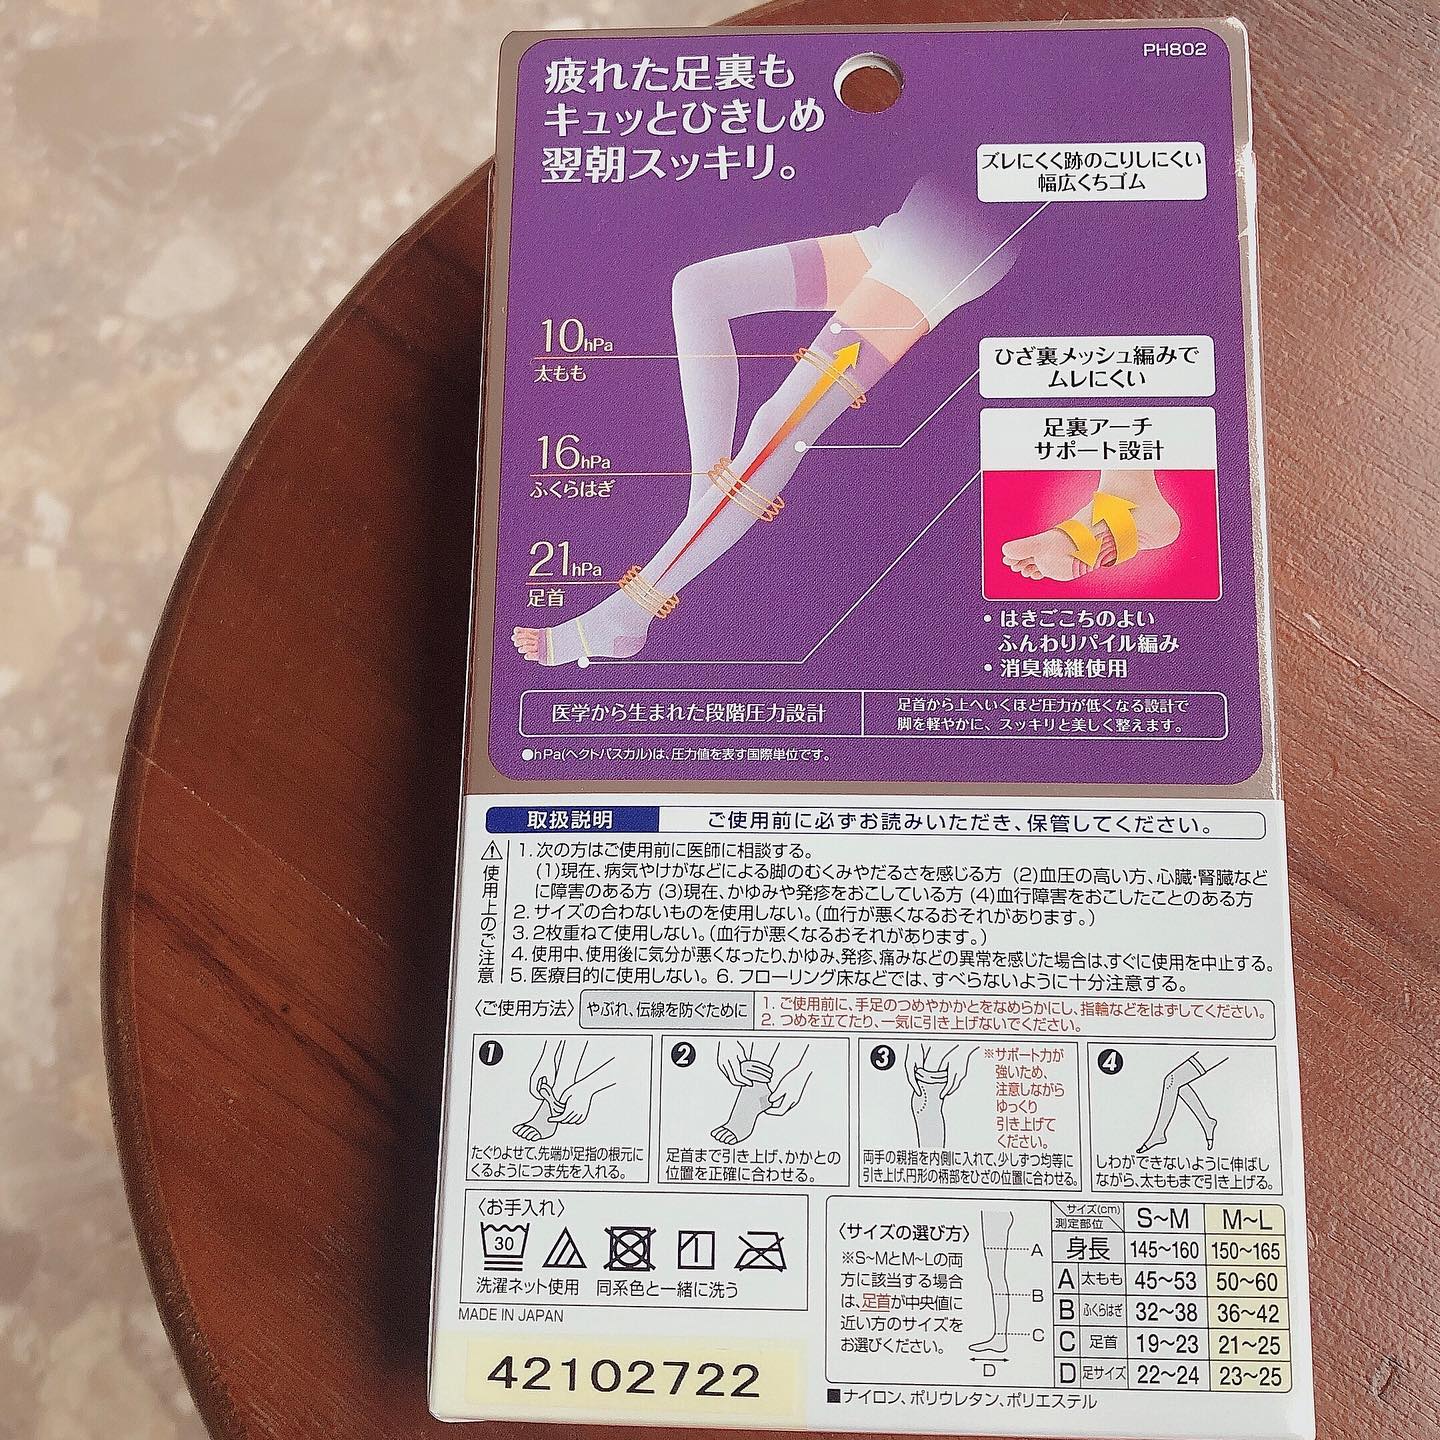 PH802
疲れた足裏も
キュッとひきしめ
翌朝スッキリ。
ズレにくく跡のこりしにくい
幅広くちゴム
10hPa
太もも
ひざ裏メッシュ編みで
ムレにくい
16hPa
ふくらはぎ
足裏アーチ
サポート設計
21hPa
足首
・はきごこちのよい
ふんわりパイル編み
・消臭繊維使用
医学から生まれた段階圧力設計
足首から上へいくほど圧力が低くなる設計で
脚を軽やかに、スッキリと美しく整えます。
●hPa(ヘクトパスカル)は、圧力値を表す国際単位です。
取扱説明
ご使用前に必ずお読みいただき、保管してください。
使用上のご注意
1. 次の方はご使用前に医師に相談する。
(1)現在、病気やけがなどによる脚のむくみやだるさを感じる方 (2)血圧の高い方、心臓・腎臓など
に障害のある方 (3)現在、かゆみや発疹をおこしている方 (4)血行障害をおこしたことのある方
2. サイズの合わないものを使用しない。(血行が悪くなるおそれがあります。)
3. 2枚重ねて使用しない。(血行が悪くなるおそれがあります。)
4. 使用中、使用後に気分が悪くなったり、かゆみ、発疹、痛みなどの異常を感じた場合は、すぐに使用を中止する。
5. 医療目的に使用しない。 6. フローリング床などでは、すべらないように十分注意する。
〈ご使用方法〉
やぶれ、伝線を防ぐために
1. ご使用前に、手足のつめやかかとをなめらかにし、指輪などをはずしてください。
2. つめを立てたり、一気に引き上げないでください。
1
たぐりよせて、先端が足指の根元に
くるようにつま先を入れる。
2
足首まで引き上げ、かかとの
位置を正確に合わせる。
3
※サポート力が
強いため、
注意しながら
ゆっくり
引き上げて
ください。
両手の親指を内側に入れて、少しずつ均等に
引き上げ、円形の柄部をひざの位置に合わせる。
4
しわができないように伸ばし
ながら、太ももまで引き上げる。
〈お手入れ〉
30
洗濯ネット使用 同系色と一緒に洗う
MADE IN JAPAN
42102722
〈サイズの選び方〉
※S~MとM~Lの両
方に該当する場合
は、足首が中央値に
近い方のサイズを
お選びください。
A
B
C
D
サイズ(cm)
測定部位 S~M M~L
身長 145~160 150~165
A 太もも 45~53 50~60
B ふくらはぎ 32~38 36~42
C 足首 19~23 21~25
D 足サイズ 22~24 23~25
■ナイロン、ポリウレタン、ポリエステル